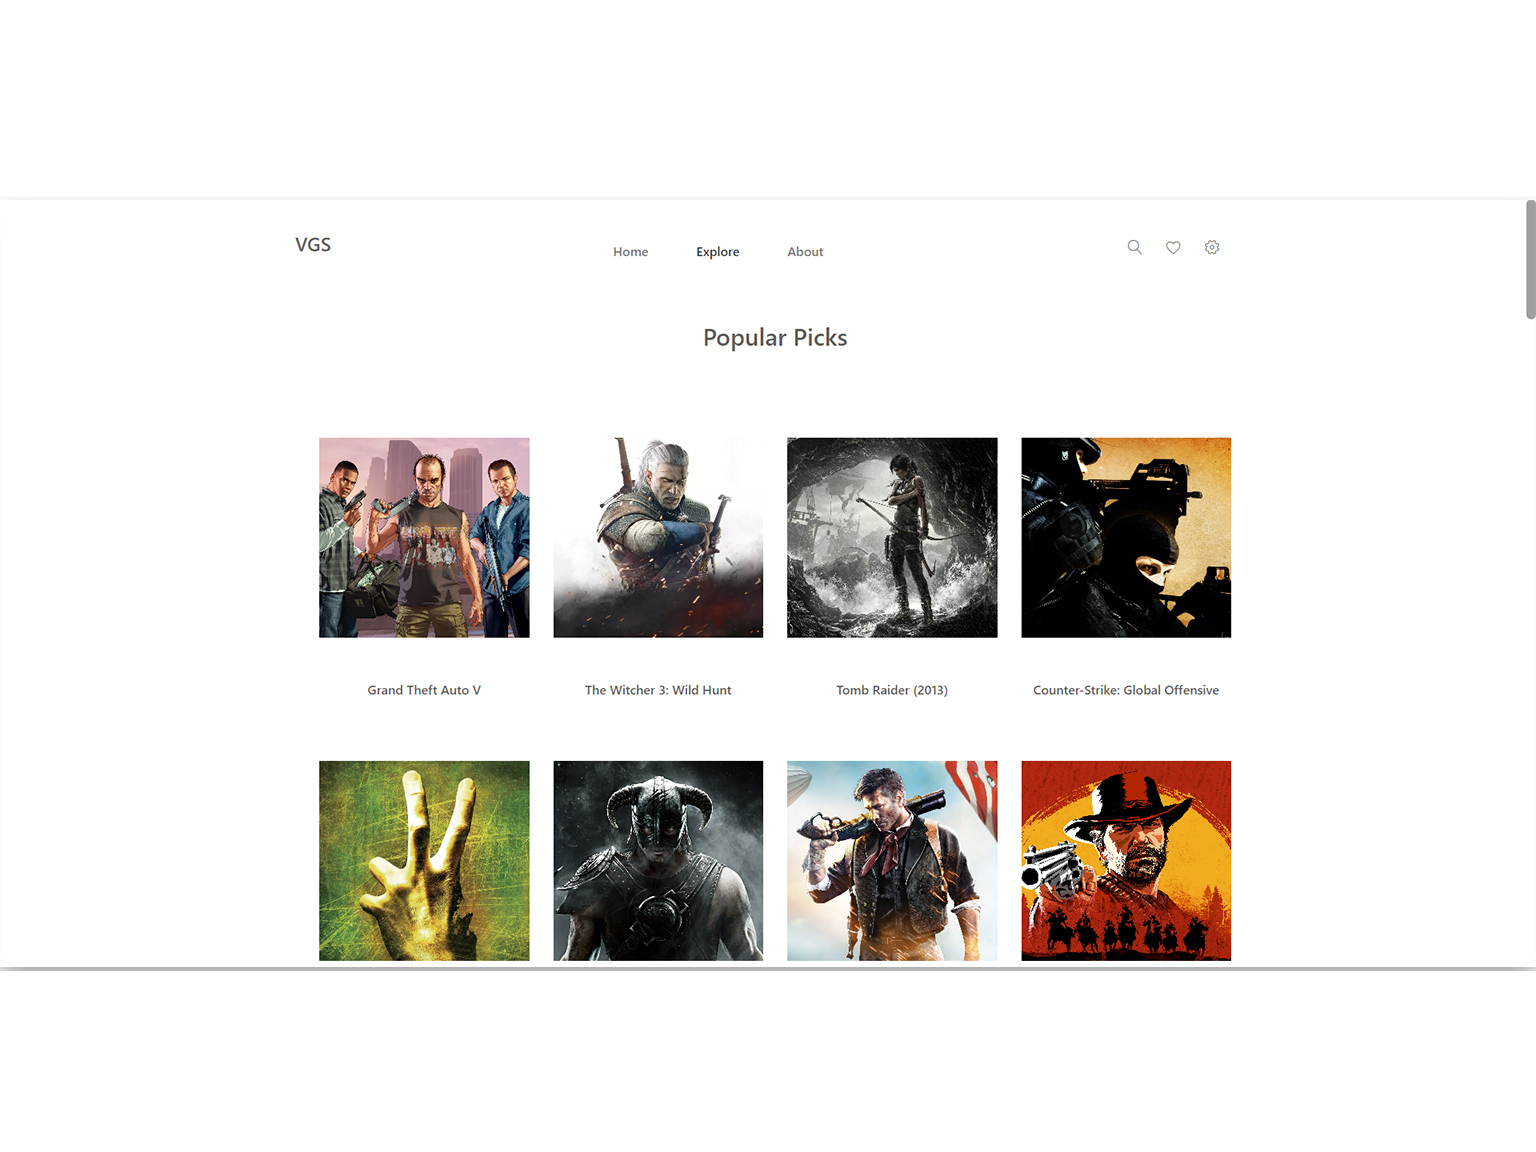 VGS
Home
Explore
About
Popular Picks
Grand Theft Auto V
The Witcher 3: Wild Hunt
Tomb Raider (2013)
Counter-Strike: Global Offensive